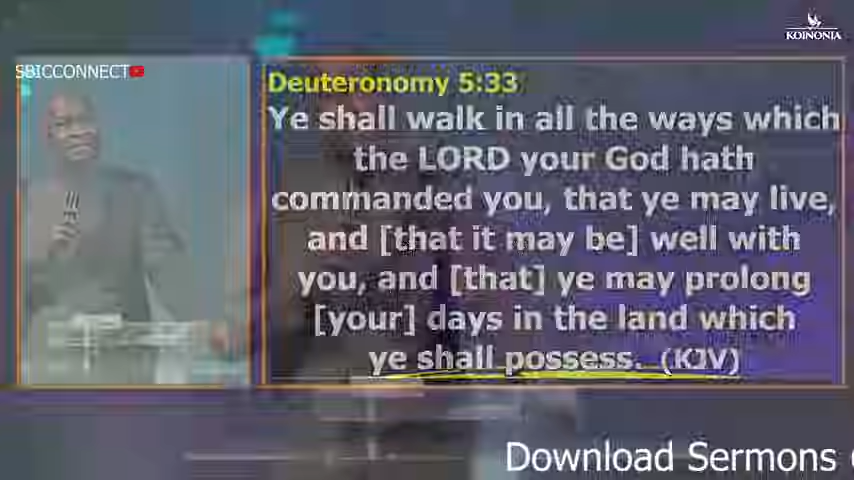 KOINONIA
SBICCONNECT
Deuteronomy 5:33
Ye shall walk in all the ways which
the LORD your God hath
commanded you, that ye may live,
and [that it may be] well with
you, and [that] ye may prolong
[your] days in the land which
ye shall possess. (KJV)
Download Sermons